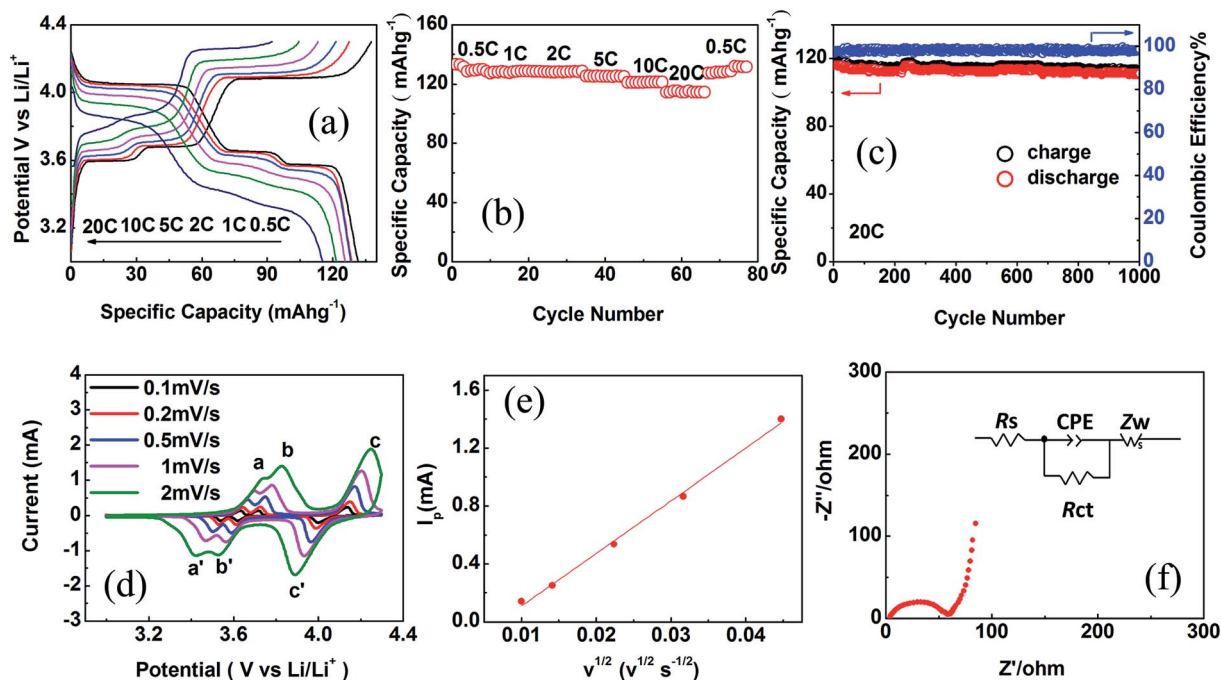 4.4
4.0
3.6
3.2
Potential V vs Li/Li+
(a)
20C 10C 5C 2C 1C 0.5C
0 30 60 90 120
Specific Capacity (mAhg-1)
160
120
80
40
0
Specific Capacity ( mAhg-1)
0.5C 1C 2C 5C 10C 20C 0.5C
(b)
0 20 40 60 80
Cycle Number
160
120
80
40
0
Specific Capacity ( mAhg-1)
(c)
charge
discharge
20C
0 200 400 600 800 1000
Cycle Number
100
80
60
40
20
0
Coulombic Efficiency%
4
3
2
1
0
-1
-2
-3
Current (mA)
0.1mV/s
0.2mV/s
0.5mV/s
1mV/s
2mV/s
a b c
a' b' c'
(d)
3.2 3.6 4.0 4.4
Potential ( V vs Li/Li+)
1.6
1.2
0.8
0.4
0.0
Ip(mA)
(e)
0.01 0.02 0.03 0.04
v1/2 (v1/2 s-1/2)
300
200
100
0
-Z''/ohm
Rs CPE Zw
s
Rct
(f)
0 100 200 300
Z'/ohm